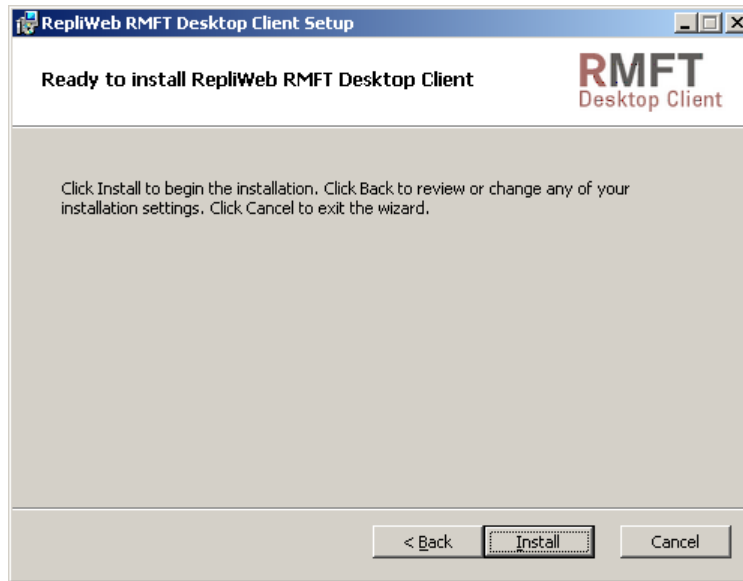 RepliWeb RMFT Desktop Client Setup
Ready to install RepliWeb RMFT Desktop Client
RMFT
Desktop Client
Click Install to begin the installation. Click Back to review or change any of your
installation settings. Click Cancel to exit the wizard.
< Back
Install
Cancel